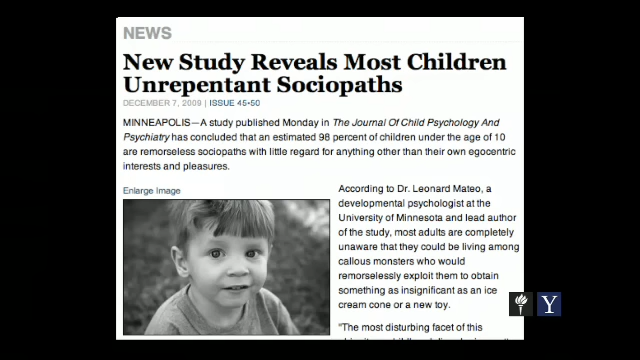 NEWS
New Study Reveals Most Children
Unrepentant Sociopaths
DECEMBER 7, 2009 | ISSUE 45•50
MINNEAPOLIS—A study published Monday in The Journal Of Child Psychology And
Psychiatry has concluded that an estimated 98 percent of children under the age of 10
are remorseless sociopaths with little regard for anything other than their own egocentric
interests and pleasures.
Enlarge Image
According to Dr. Leonard Mateo, a
developmental psychologist at the
University of Minnesota and lead author
of the study, most adults are completely
unaware that they could be living among
callous monsters who would
remorselessly exploit them to obtain
something as insignificant as an ice
cream cone or a new toy.
"The most disturbing facet of this
Y